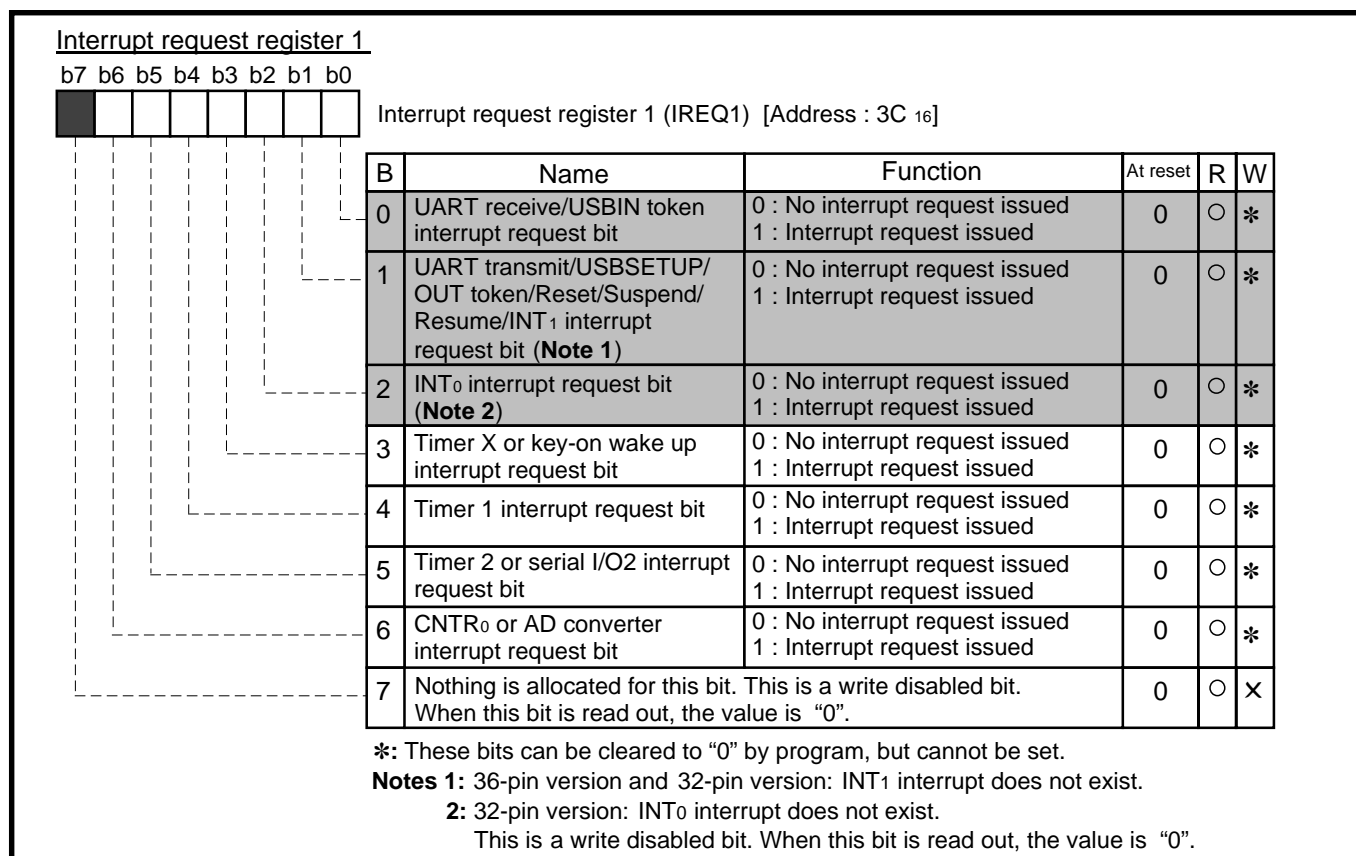 Interrupt request register 1
b7 b6 b5 b4 b3 b2 b1 b0
Interrupt request register 1 (IREQ1) [Address : 3C 16]
B Name Function At reset R W
0 UART receive/USBIN token interrupt request bit 0 : No interrupt request issued 1 : Interrupt request issued 0 ○ ✻
1 UART transmit/USBSETUP/ OUT token/Reset/Suspend/ Resume/INT1 interrupt request bit (Note 1) 0 : No interrupt request issued 1 : Interrupt request issued 0 ○ ✻
2 INT0 interrupt request bit (Note 2) 0 : No interrupt request issued 1 : Interrupt request issued 0 ○ ✻
3 Timer X or key-on wake up interrupt request bit 0 : No interrupt request issued 1 : Interrupt request issued 0 ○ ✻
4 Timer 1 interrupt request bit 0 : No interrupt request issued 1 : Interrupt request issued 0 ○ ✻
5 Timer 2 or serial I/O2 interrupt request bit 0 : No interrupt request issued 1 : Interrupt request issued 0 ○ ✻
6 CNTR0 or AD converter interrupt request bit 0 : No interrupt request issued 1 : Interrupt request issued 0 ○ ✻
7 Nothing is allocated for this bit. This is a write disabled bit. When this bit is read out, the value is “0”. 0 ○ ×
✻: These bits can be cleared to “0” by program, but cannot be set.
Notes 1: 36-pin version and 32-pin version: INT1 interrupt does not exist.
2: 32-pin version: INT0 interrupt does not exist.
This is a write disabled bit. When this bit is read out, the value is “0”.